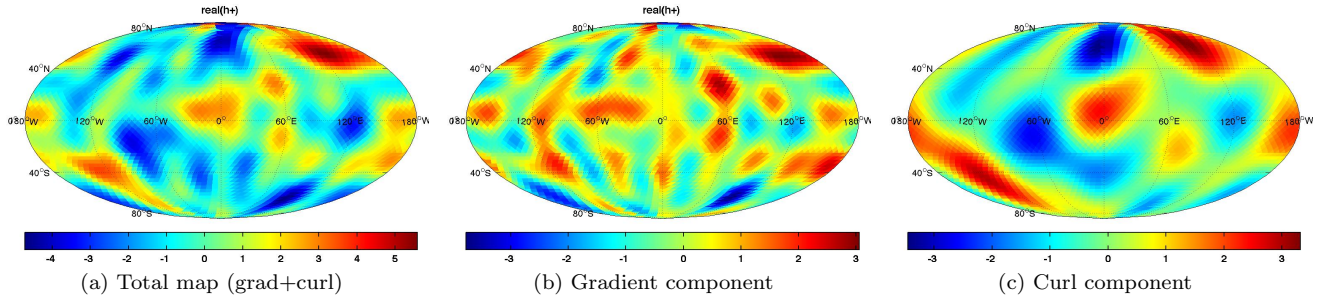 real(h+)
real(h+)
80°N
80°N
80°N
40°N
40°N
40°N
180°W 120°W 60°W 0° 60°E 120°E 180°W
180°W 120°W 60°W 0° 60°E 120°E 180°W
180°W 120°W 60°W 0° 60°E 120°E 180°W
40°S
40°S
40°S
80°S
80°S
80°S
-4 -3 -2 -1 0 1 2 3 4 5
-3 -2 -1 0 1 2 3
-3 -2 -1 0 1 2 3
(a) Total map (grad+curl)
(b) Gradient component
(c) Curl component